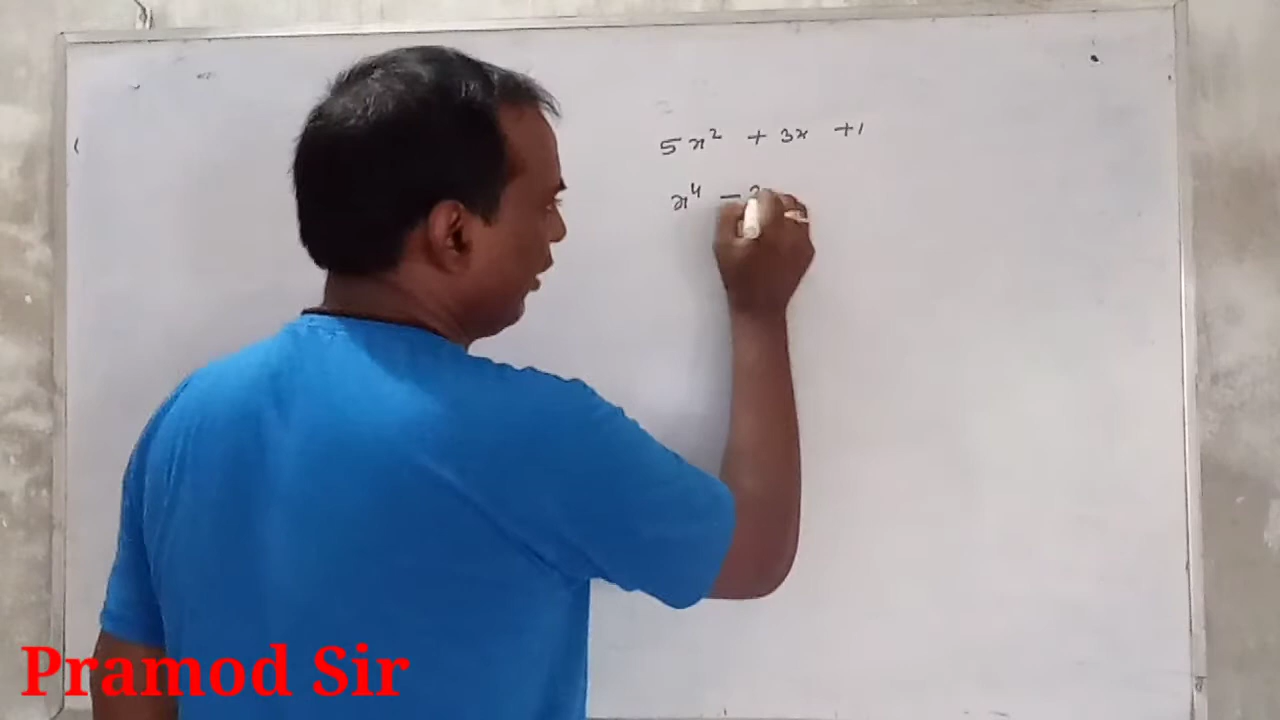 5x² + 3x + 1
x⁴ -
Pramod Sir